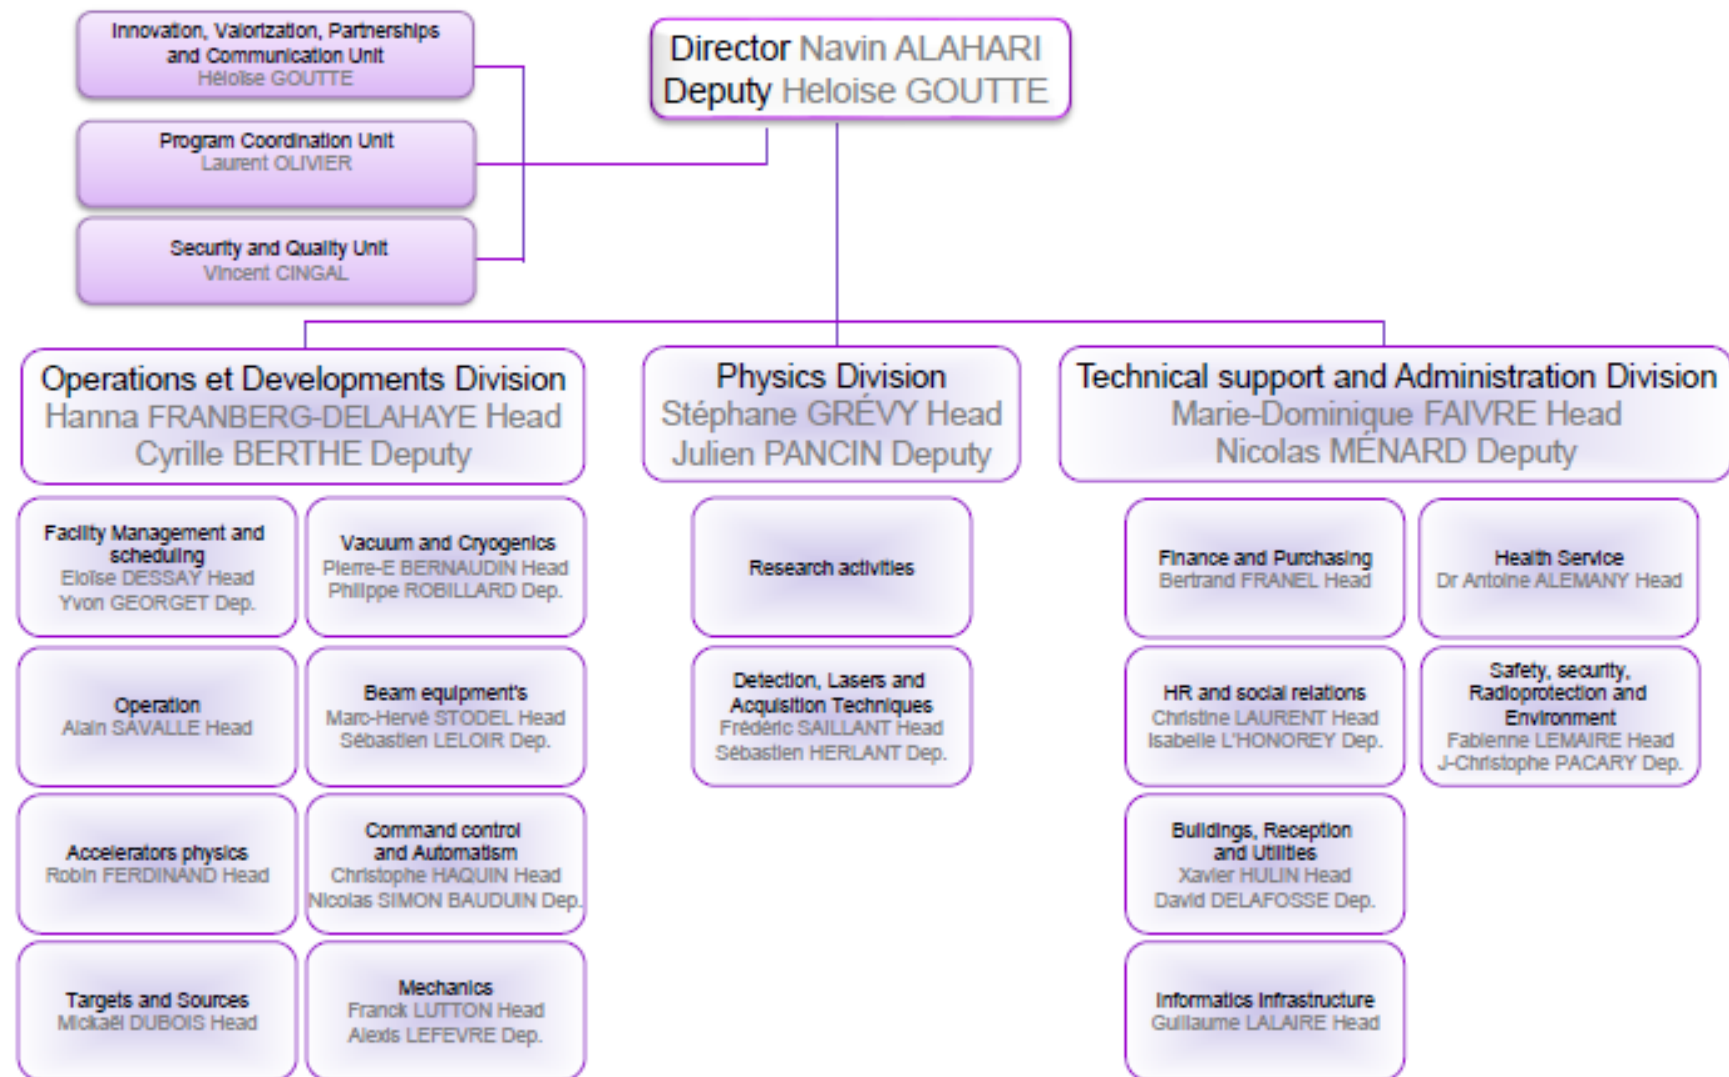 Innovation, Valorization, Partnerships
and Communication Unit
Héloïse GOUTTE
Director Navin ALAHARI
Deputy Heloise GOUTTE
Program Coordination Unit
Laurent OLIVIER
Security and Quality Unit
Vincent CINGAL
Operations et Developments Division
Hanna FRANBERG-DELAHAYE Head
Cyrille BERTHE Deputy
Physics Division
Stéphane GRÉVY Head
Julien PANCIN Deputy
Technical support and Administration Division
Marie-Dominique FAIVRE Head
Nicolas MÉNARD Deputy
Facility Management and
scheduling
Eloïse DESSAY Head
Yvon GEORGET Dep.
Vacuum and Cryogenics
Pierre-E BERNAUDIN Head
Philippe ROBILLARD Dep.
Research activities
Finance and Purchasing
Bertrand FRANEL Head
Health Service
Dr Antoine ALEMANY Head
Operation
Alain SAVALLE Head
Beam equipment's
Marc-Hervé STODEL Head
Sébastien LELOIR Dep.
Detection, Lasers and
Acquisition Techniques
Frédéric SAILLANT Head
Sébastien HERLANT Dep.
HR and social relations
Christine LAURENT Head
Isabelle L'HONOREY Dep.
Safety, security,
Radioprotection and
Environment
Fabienne LEMAIRE Head
J-Christophe PACARY Dep.
Accelerators physics
Robin FERDINAND Head
Command control
and Automatism
Christophe HAQUIN Head
Nicolas SIMON BAUDUIN Dep.
Buildings, Reception
and Utilities
Xavier HULIN Head
David DELAFOSSE Dep.
Targets and Sources
Mickaël DUBOIS Head
Mechanics
Franck LUTTON Head
Alexis LEFEVRE Dep.
Informatics Infrastructure
Guillaume LALAIRE Head